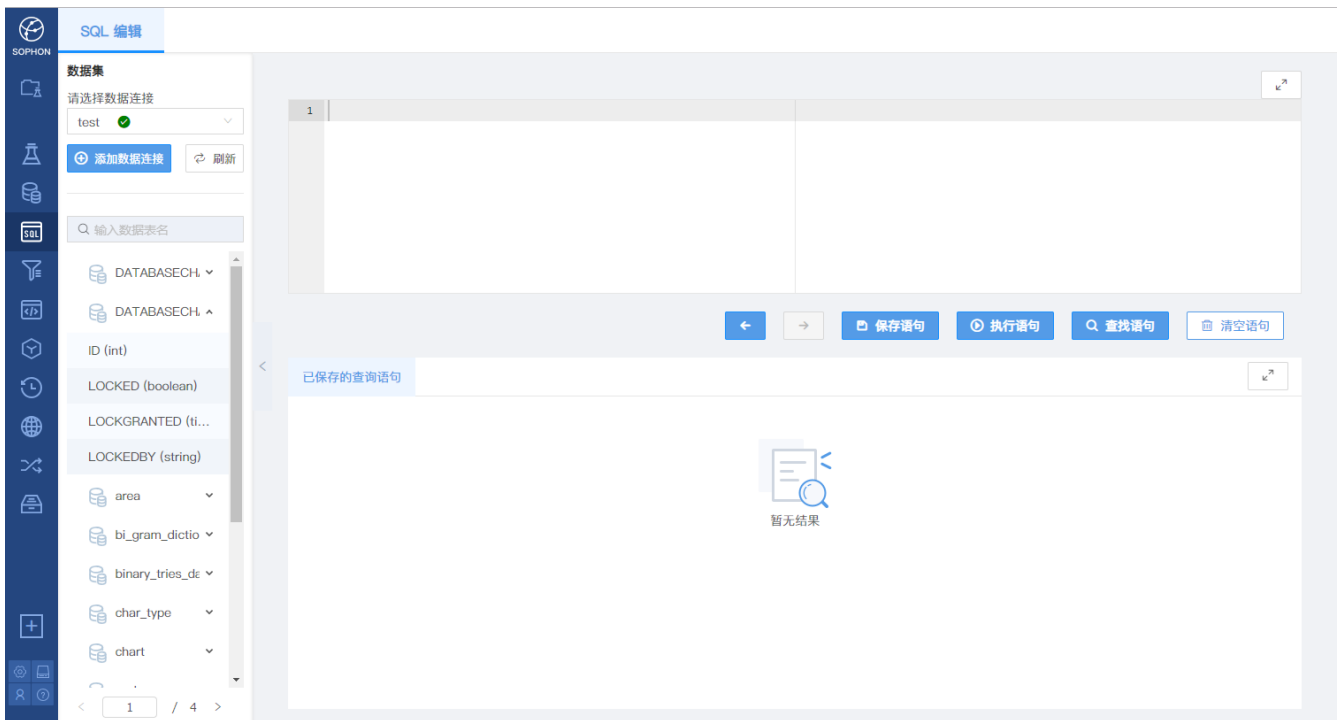 SOPHON
SQL 编辑
数据集
请选择数据连接
test
添加数据连接
刷新
输入数据表名
DATABASECH
DATABASECH
ID (int)
LOCKED (boolean)
LOCKGRANTED (ti...
LOCKEDBY (string)
area
bi_gram_dictio
binary_tries_da
char_type
chart
1 / 4
1
保存语句
执行语句
查找语句
清空语句
已保存的查询语句
暂无结果
SQL